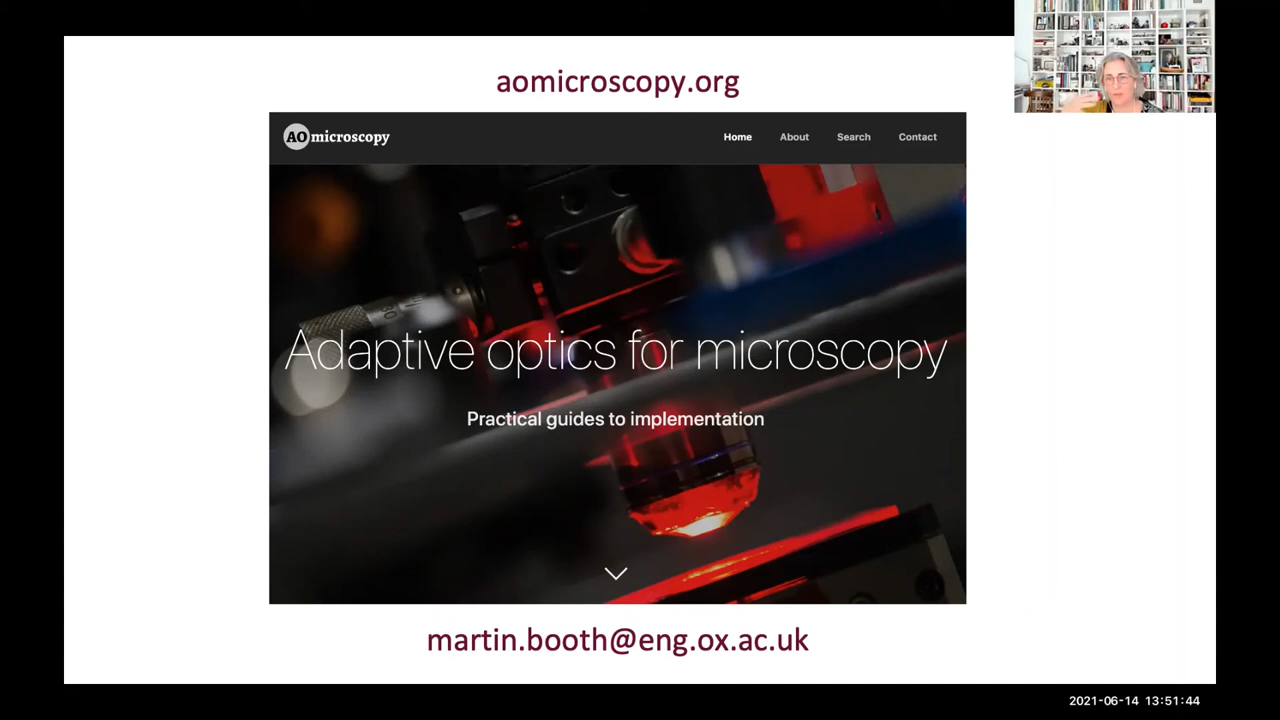 aomicroscopy.org
AO microscopy
Home About Search Contact
Adaptive optics for microscopy
Practical guides to implementation
martin.booth@eng.ox.ac.uk
2021-06-14 13:51:44